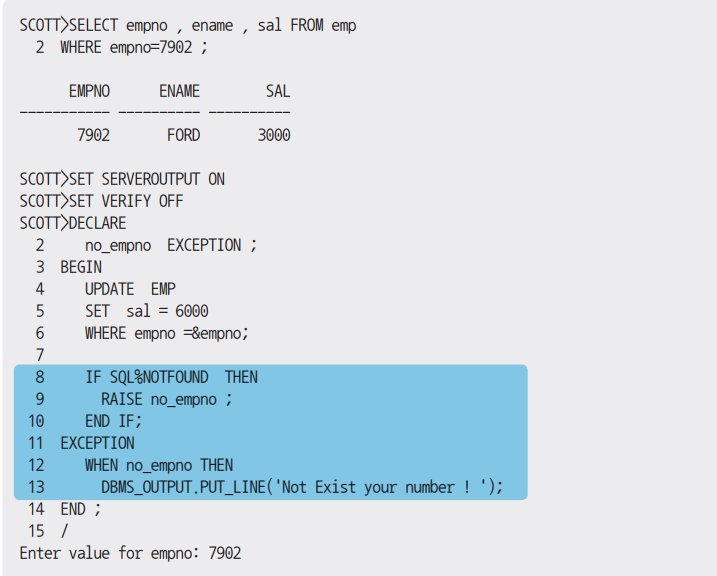 SCOTT>SELECT empno , ename , sal FROM emp
2 WHERE empno=7902 ;
EMPNO ENAME SAL
----------- ---------- ----------
7902 FORD 3000
SCOTT>SET SERVEROUTPUT ON
SCOTT>SET VERIFY OFF
SCOTT>DECLARE
2 no_empno EXCEPTION ;
3 BEGIN
4 UPDATE EMP
5 SET sal = 6000
6 WHERE empno =&empno;
7
8 IF SQL%NOTFOUND THEN
9 RAISE no_empno ;
10 END IF;
11 EXCEPTION
12 WHEN no_empno THEN
13 DBMS_OUTPUT.PUT_LINE('Not Exist your number ! ');
14 END ;
15 /
Enter value for empno: 7902